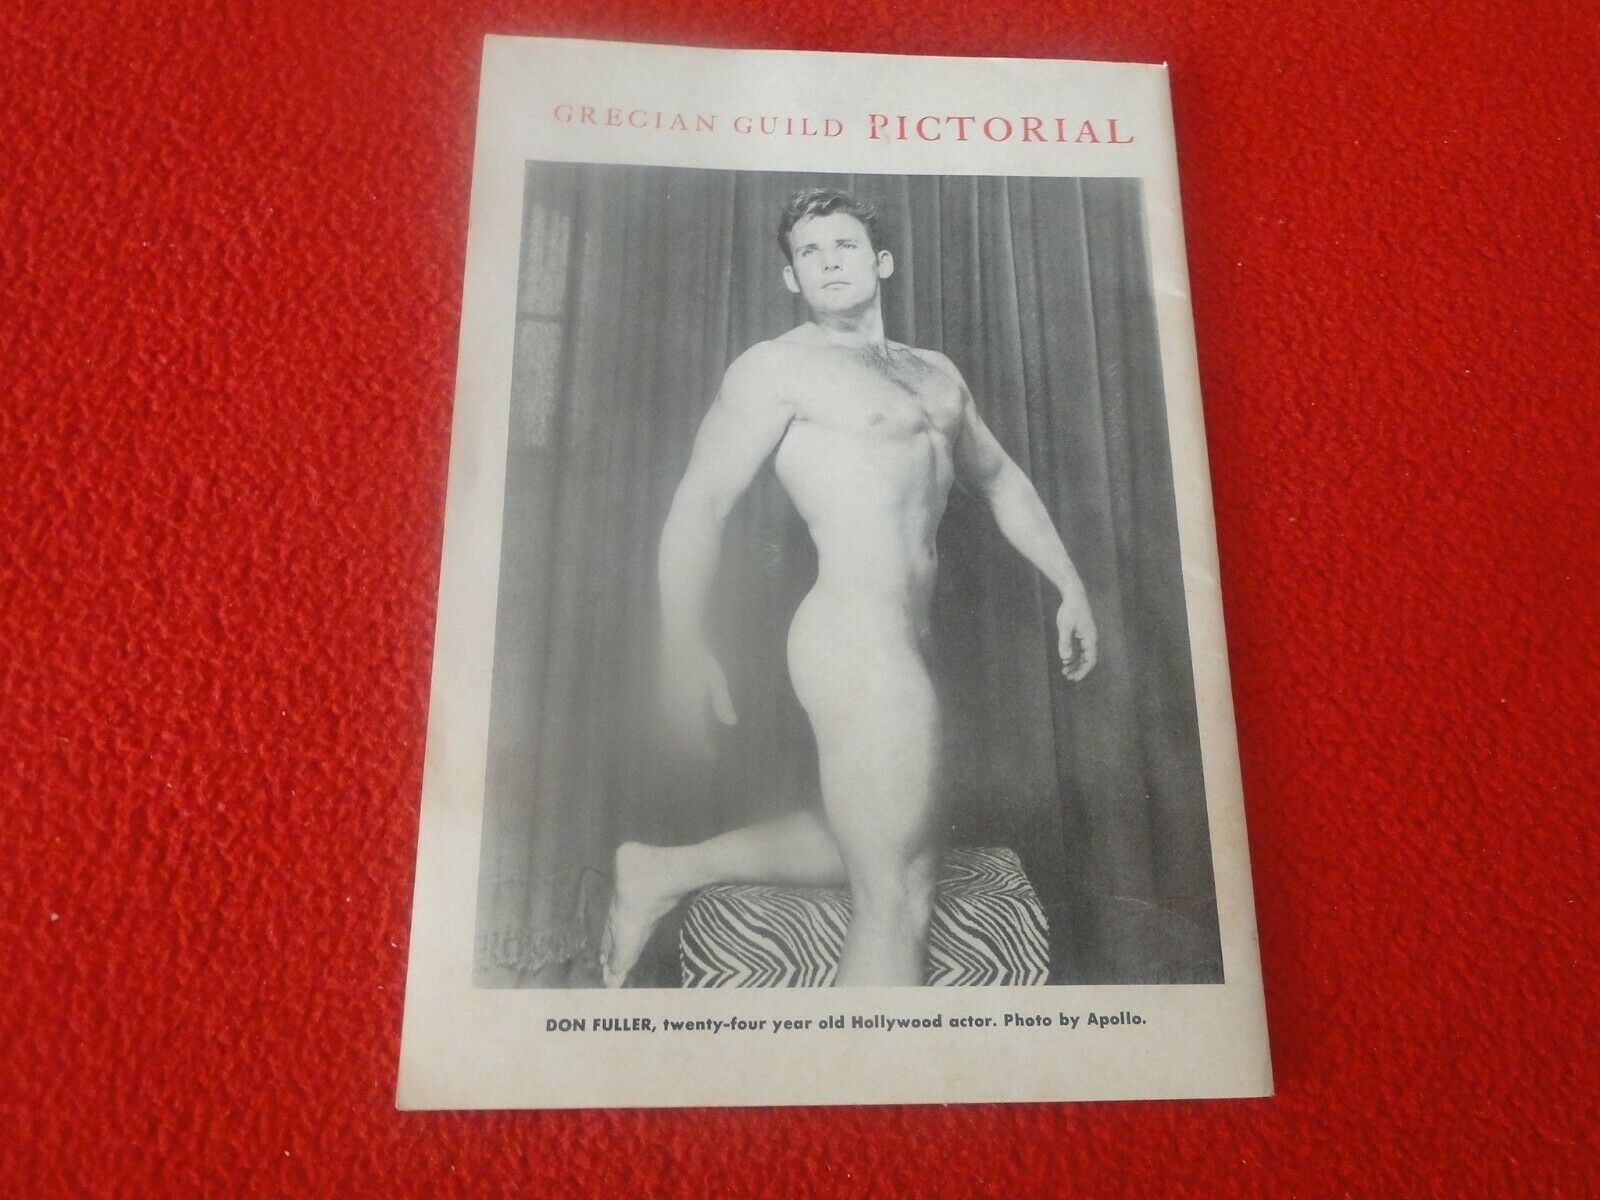 GRECIAN GUILD PICTORIAL
DON FULLER, twenty-four year old Hollywood actor. Photo by Apollo.